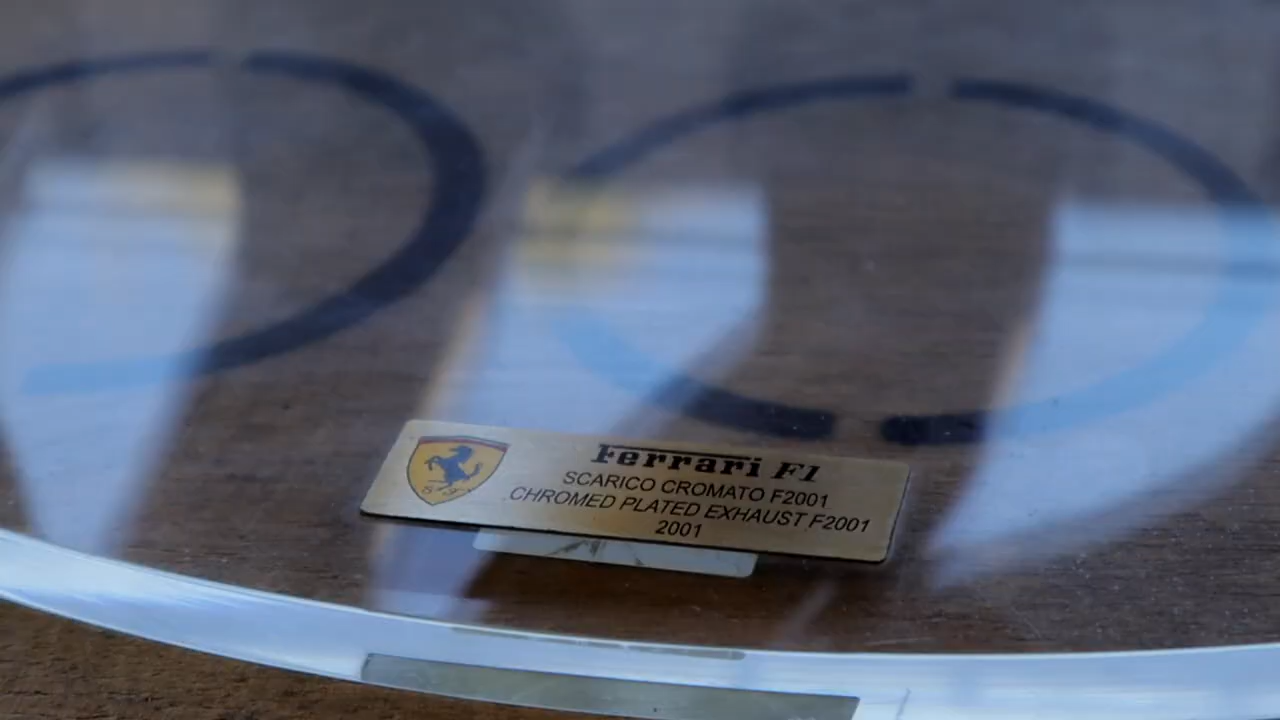 Ferrari F1
SCARICO CROMATO F2001
CHROMED PLATED EXHAUST F2001
2001
S F